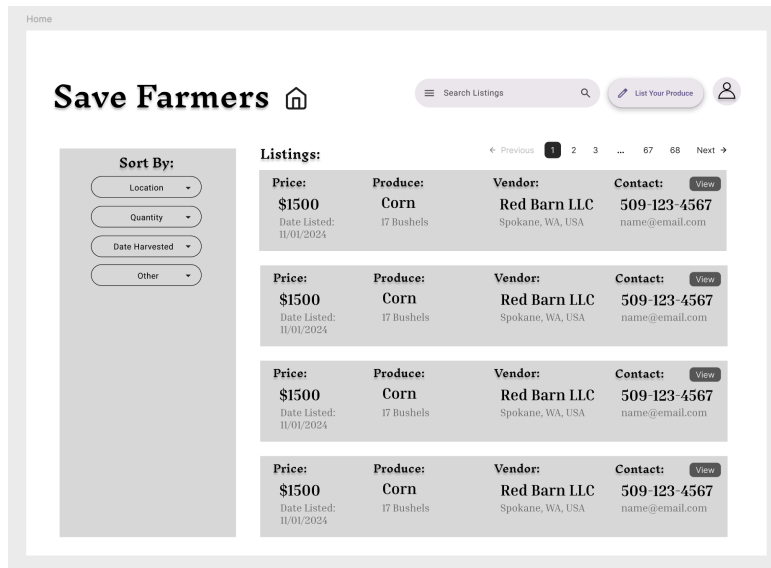 Home
Save Farmers
Search Listings
List Your Produce
Sort By:
Location
Quantity
Date Harvested
Other
Listings:
← Previous 1 2 3 ... 67 68 Next →
Price: Produce: Vendor: Contact: View
$1500 Corn Red Barn LLC 509-123-4567
Date Listed: 17 Bushels Spokane, WA, USA name@email.com
11/01/2024
Price: Produce: Vendor: Contact: View
$1500 Corn Red Barn LLC 509-123-4567
Date Listed: 17 Bushels Spokane, WA, USA name@email.com
11/01/2024
Price: Produce: Vendor: Contact: View
$1500 Corn Red Barn LLC 509-123-4567
Date Listed: 17 Bushels Spokane, WA, USA name@email.com
11/01/2024
Price: Produce: Vendor: Contact: View
$1500 Corn Red Barn LLC 509-123-4567
Date Listed: 17 Bushels Spokane, WA, USA name@email.com
11/01/2024